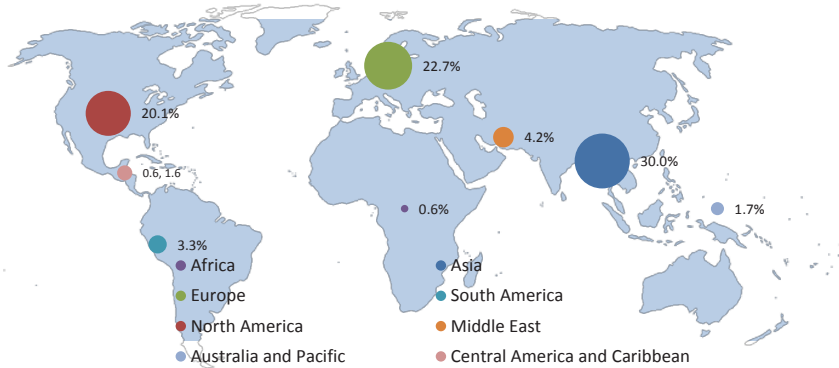 22.7%
20.1%
4.2%
30.0%
0.6, 1.6
0.6%
1.7%
3.3%
Africa
Asia
Europe
South America
North America
Middle East
Australia and Pacific
Central America and Caribbean